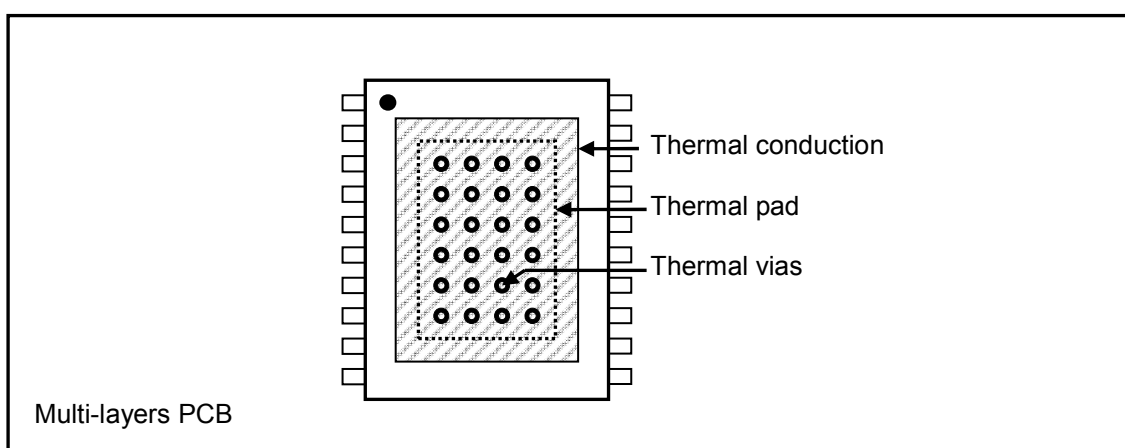 Thermal conduction
Thermal pad
Thermal vias
Multi-layers PCB